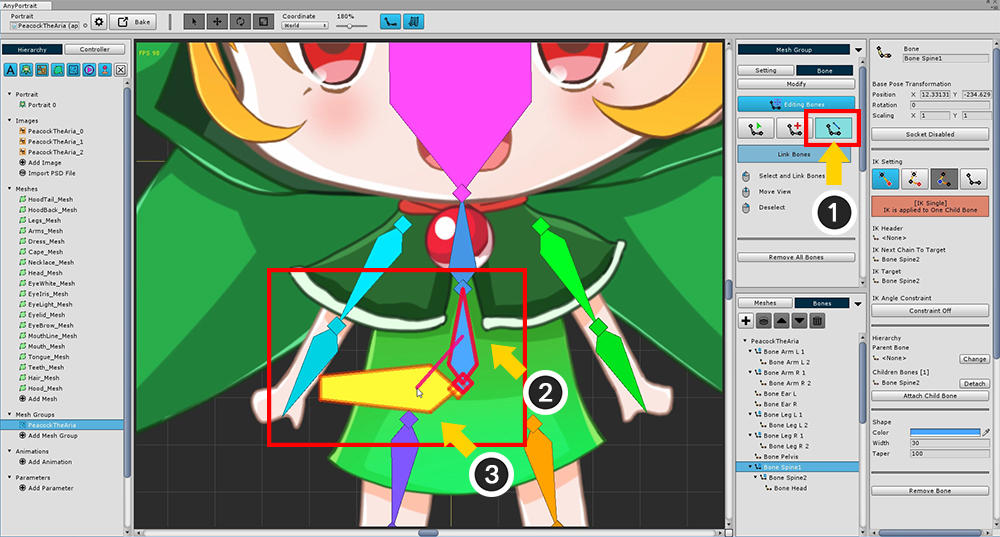 AnyPortrait
Portrait
PeacockTheAria (ap
Bake
Coordinate
World
180%
FPS 98
Hierarchy
Controller
Portrait
Portrait 0
Images
PeacockTheAria_0
PeacockTheAria_1
PeacockTheAria_2
Add Image
Import PSD File
Meshes
HoodTail_Mesh
HoodBack_Mesh
Legs_Mesh
Arms_Mesh
Dress_Mesh
Cape_Mesh
Necklace_Mesh
Head_Mesh
EyeWhite_Mesh
EyeIris_Mesh
EyeLight_Mesh
Eyelid_Mesh
EyeBrow_Mesh
MouthLine_Mesh
Mouth_Mesh
Tongue_Mesh
Teeth_Mesh
Hair_Mesh
Hood_Mesh
Add Mesh
Mesh Groups
PeacockTheAria
Add Mesh Group
Animations
Add Animation
Parameters
Add Parameter
1
2
3
Mesh Group
Setting
Bone
Modify
Editing Bones
Link Bones
Select and Link Bones
Move View
Deselect
Remove All Bones
Meshes
Bones
PeacockTheAria
Bone Arm L 1
Bone Arm L 2
Bone Arm R 1
Bone Arm R 2
Bone Ear L
Bone Ear R
Bone Leg L 1
Bone Leg L 2
Bone Leg R 1
Bone Leg R 2
Bone Pelvis
Bone Spine1
Bone Spine2
Bone Head
Bone
Bone Spine1
Base Pose Transformation
Position X 12.33131 Y -234.629
Rotation 0
Scaling X 1 Y 1
Socket Disabled
IK Setting
[IK Single]
IK is applied to One Child Bone
IK Header
<None>
IK Next Chain To Target
Bone Spine2
IK Target
Bone Spine2
IK Angle Constraint
Constraint Off
Hierarchy
Parent Bone
<None>
Change
Children Bones [1]
Bone Spine2
Detach
Attach Child Bone
Shape
Color
Width 30
Taper 100
Remove Bone